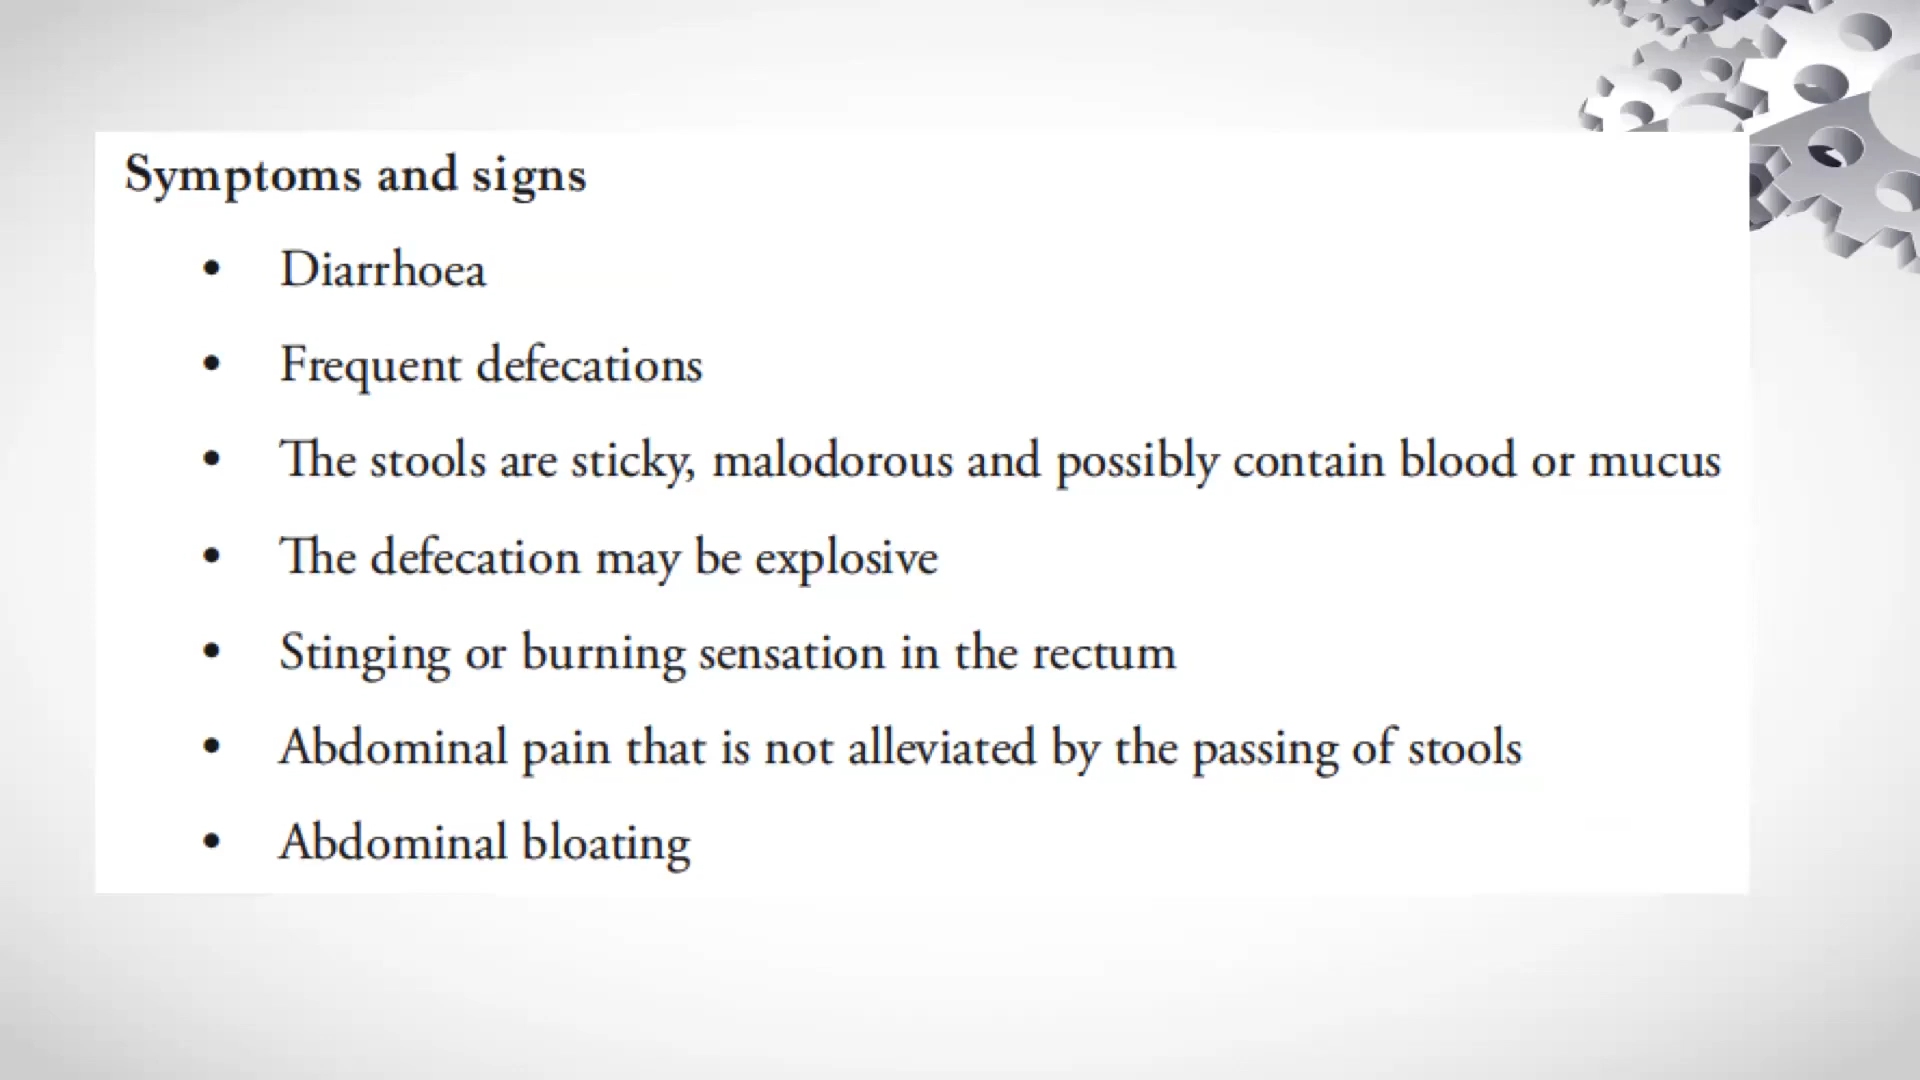 Symptoms and signs
• Diarrhoea
• Frequent defecations
• The stools are sticky, malodorous and possibly contain blood or mucus
• The defecation may be explosive
• Stinging or burning sensation in the rectum
• Abdominal pain that is not alleviated by the passing of stools
• Abdominal bloating